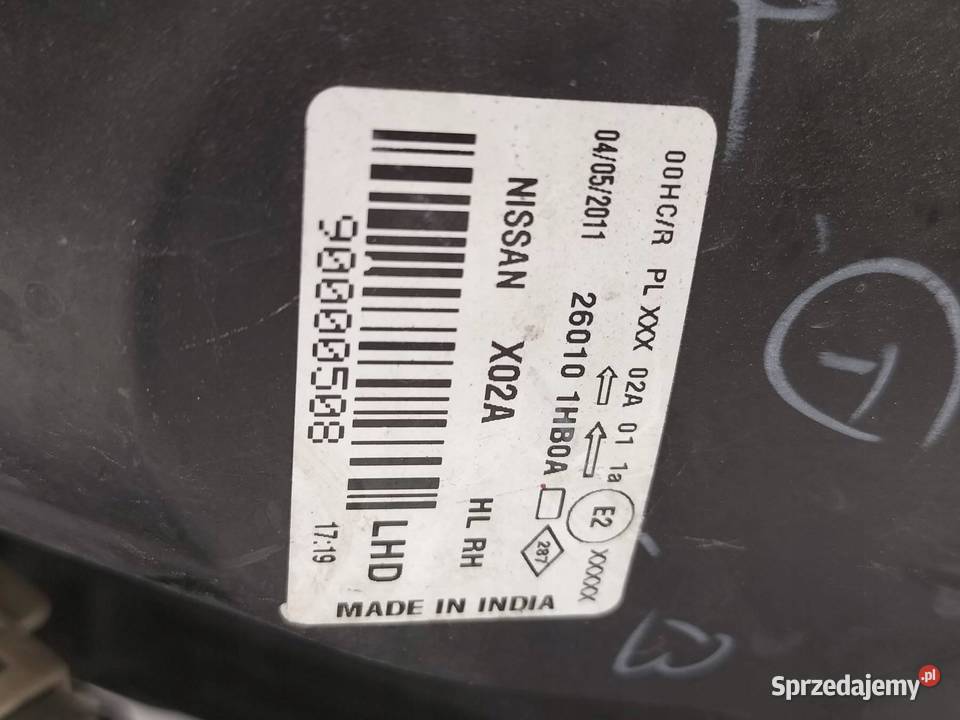 00HC/R PL XXX 02A 01 1a E2 XXXXX
04/05/2011 26010 1HB0A
287
NISSAN X02A HL RH
LHD
90000508 17:19
MADE IN INDIA
Sprzedajemy.pl